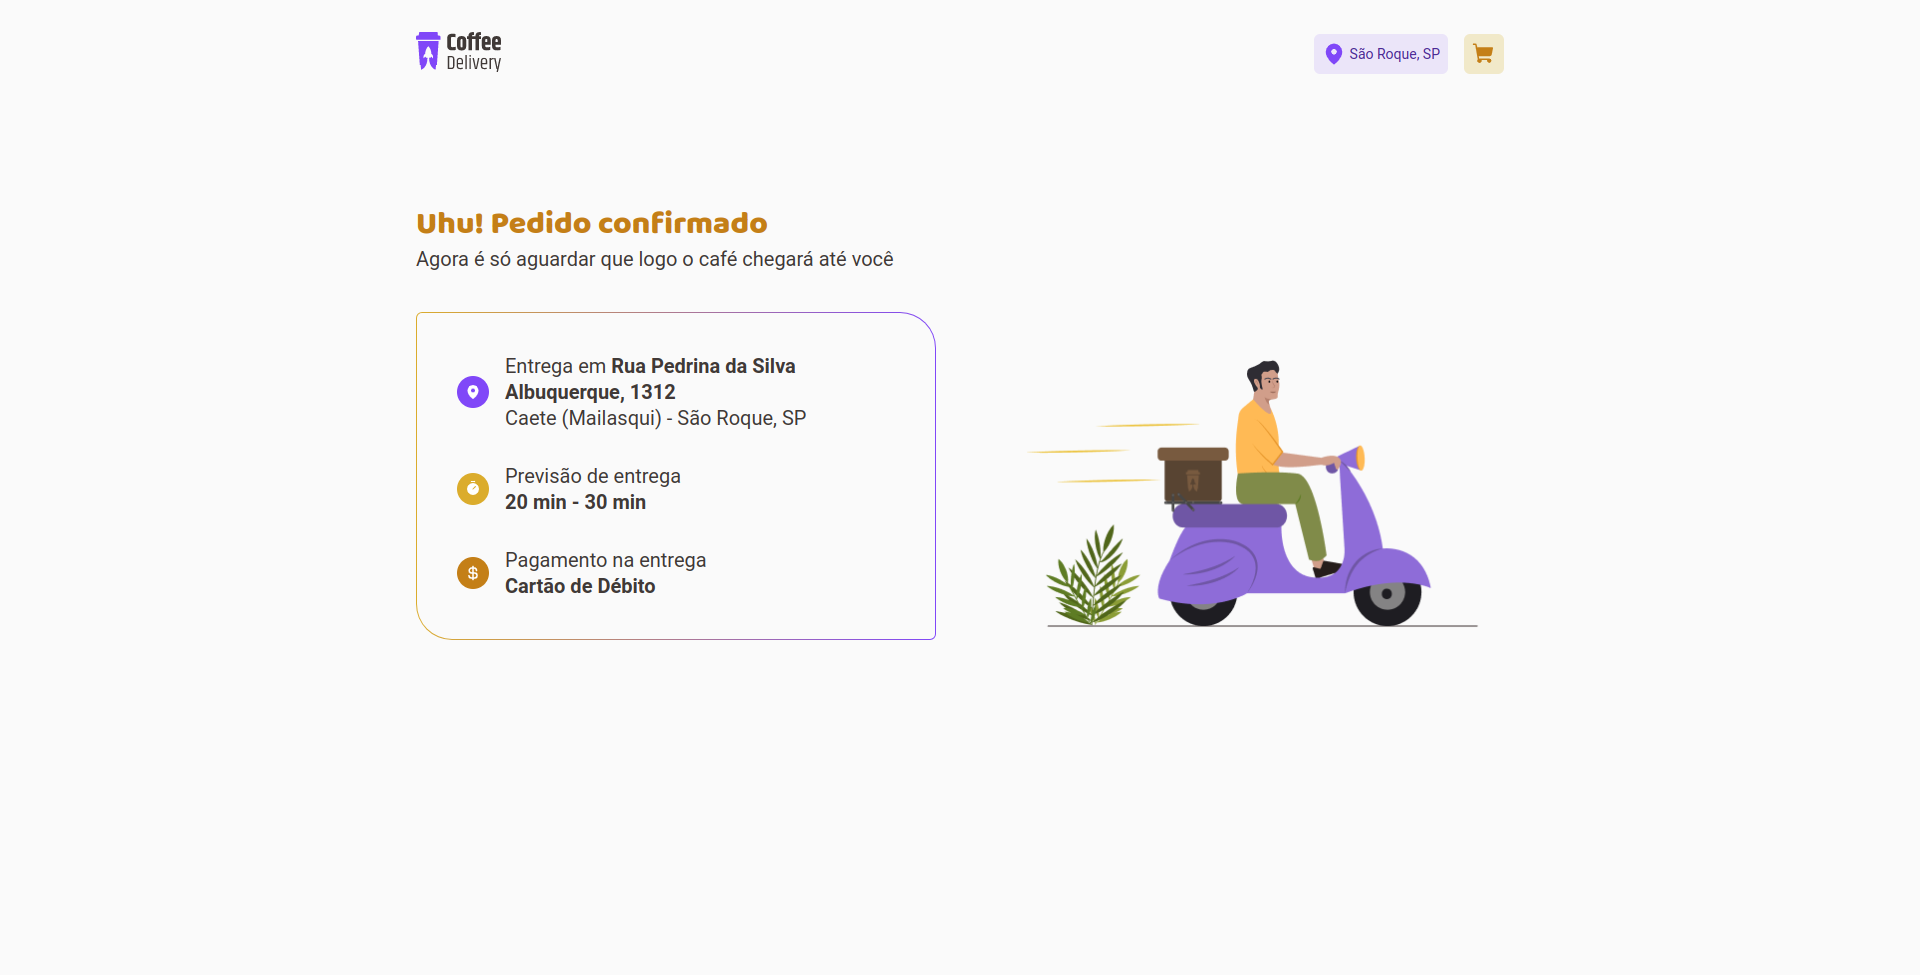 Coffee
Delivery
São Roque, SP
Uhu! Pedido confirmado
Agora é só aguardar que logo o café chegará até você
Entrega em Rua Pedrina da Silva
Albuquerque, 1312
Caete (Mailasqui) - São Roque, SP
Previsão de entrega
20 min - 30 min
$
Pagamento na entrega
Cartão de Débito